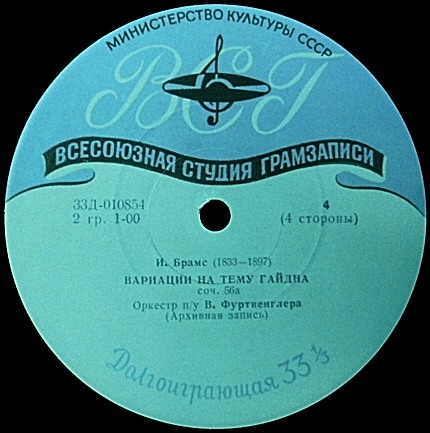 МИНИСТЕРСТВО КУЛЬТУРЫ СССР
ВСГ
ВСЕСОЮЗНАЯ СТУДИЯ ГРАМЗАПИСИ
33Д-010854
2 гр. 1-00
4
(4 стороны)
И. Брамс (1833—1897)
ВАРИАЦИИ НА ТЕМУ ГАЙДНА
соч. 56а
Оркестр п/у В. Фуртвенглера
(Архивная запись)
Долгоиграющая 33 1/3